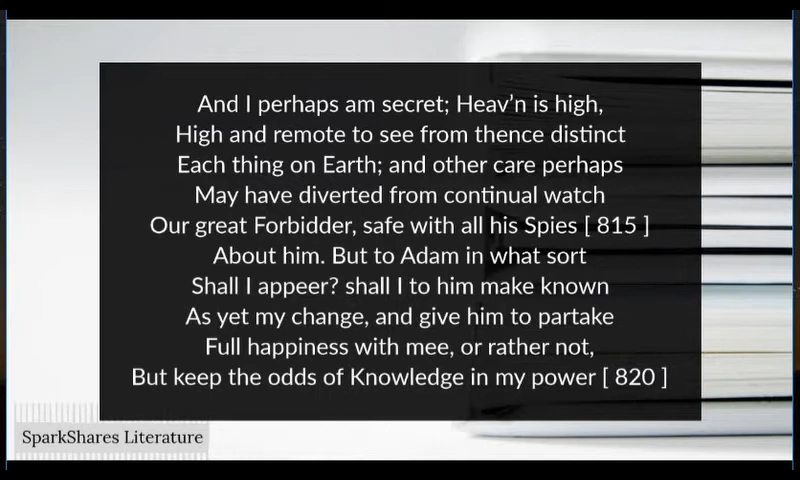 And I perhaps am secret; Heav’n is high,
High and remote to see from thence distinct
Each thing on Earth; and other care perhaps
May have diverted from continual watch
Our great Forbidder, safe with all his Spies [ 815 ]
About him. But to Adam in what sort
Shall I appeer? shall I to him make known
As yet my change, and give him to partake
Full happiness with mee, or rather not,
But keep the odds of Knowledge in my power [ 820 ]
SparkShares Literature